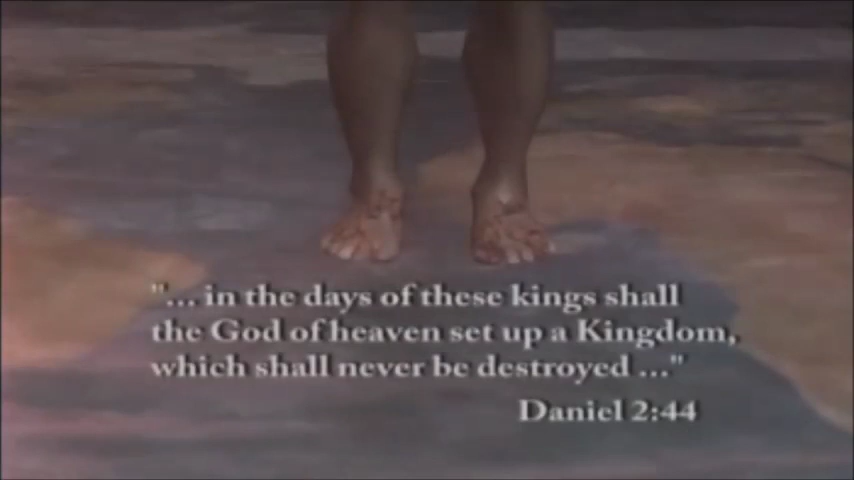 "... in the days of these kings shall
the God of heaven set up a Kingdom,
which shall never be destroyed ..."
Daniel 2:44